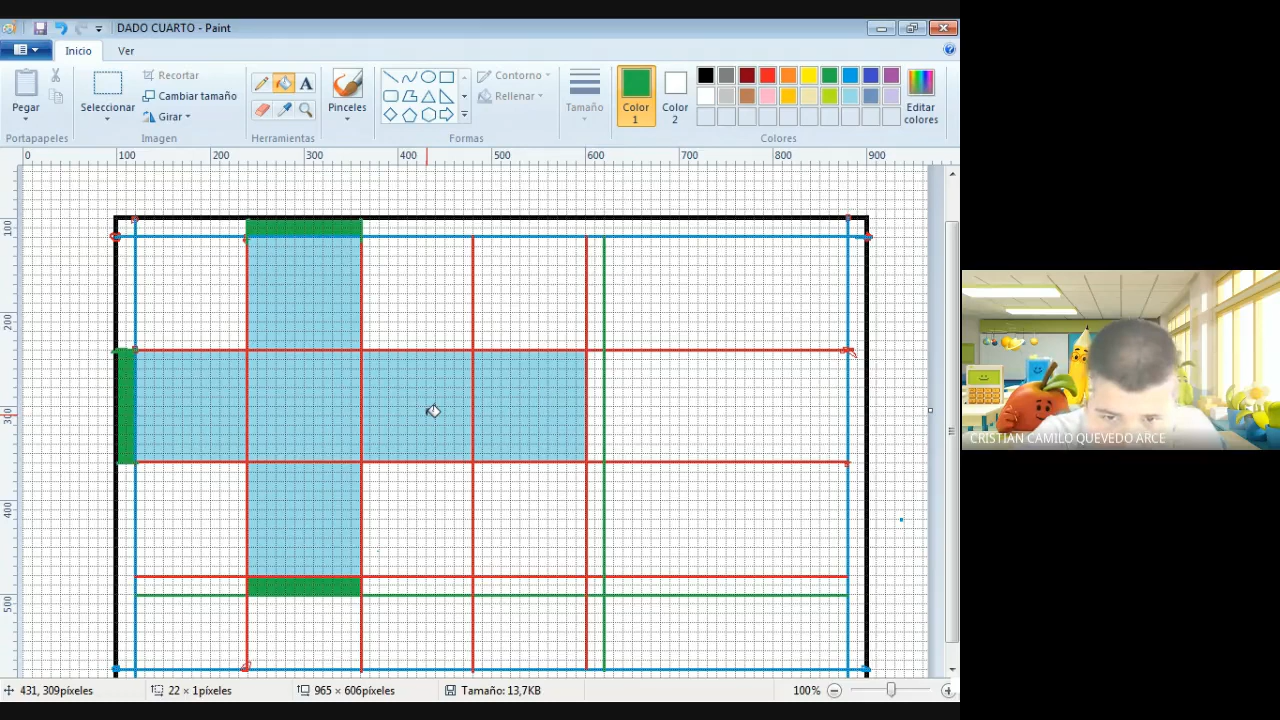 DADO CUARTO - Paint
Inicio Ver
Pegar
Seleccionar
Recortar
Cambiar tamaño
Girar
A
Pinceles
Contorno
Rellenar
Tamaño
Color 1
Color 2
Editar colores
Portapapeles Imagen Herramientas Formas Colores
0 100 200 300 400 500 600 700 800 900
100
200
300
400
500
CRISTIAN CAMILO QUEVEDO ARCE
431, 309píxeles 22 × 1píxeles 965 × 606píxeles Tamaño: 13,7KB 100%